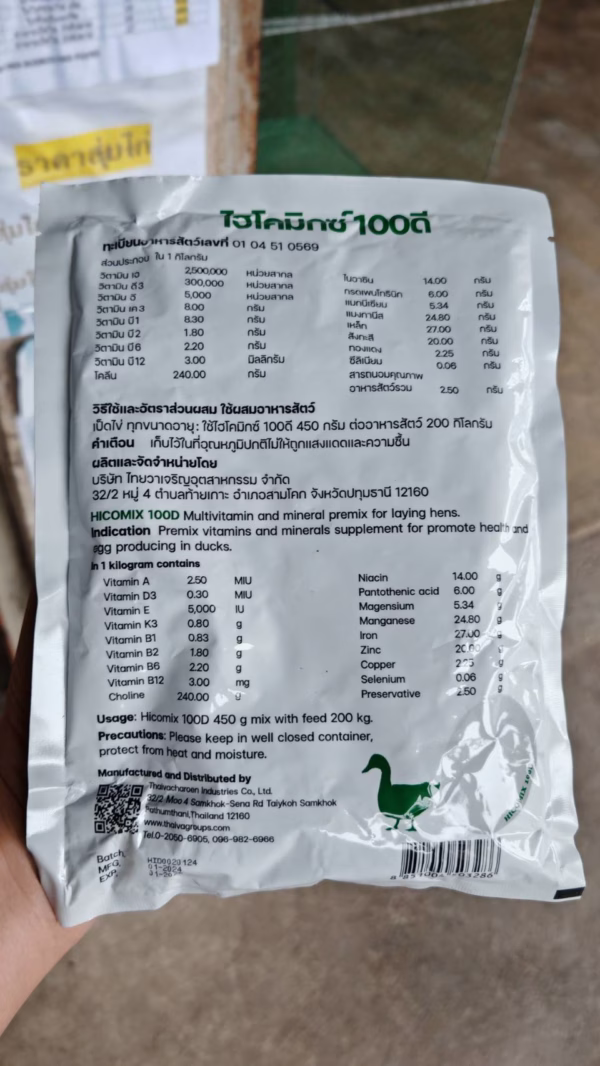 ราคาสุ่มไก่
ไฮโคมิกซ์ 100ดี
ทะเบียนอาหารสัตว์เลขที่ 01 04 51 0569
ส่วนประกอบ ใน 1 กิโลกรัม
วิตามิน เอ 2,500,000 หน่วยสากล
วิตามิน ดี3 300,000 หน่วยสากล
วิตามิน อี 5,000 หน่วยสากล
วิตามิน เค3 8.00 กรัม
วิตามิน บี1 8.30 กรัม
วิตามิน บี2 1.80 กรัม
วิตามิน บี6 2.20 กรัม
วิตามิน บี12 3.00 มิลลิกรัม
โคลีน 240.00 กรัม
ไนอาซิน 14.00 กรัม
กรดแพนโทธินิก 6.00 กรัม
แมกนีเซียม 5.34 กรัม
แมงกานีส 24.80 กรัม
เหล็ก 27.00 กรัม
สังกะสี 20.00 กรัม
ทองแดง 2.25 กรัม
ซีลีเนียม 0.06 กรัม
สารถนอมคุณภาพ
อาหารสัตว์รวม 2.50 กรัม
วิธีใช้และอัตราส่วนผสม ใช้ผสมอาหารสัตว์
เป็ดไข่ ทุกขนาดอายุ: ใช้ไฮโคมิกซ์ 100ดี 450 กรัม ต่ออาหารสัตว์ 200 กิโลกรัม
คำเตือน เก็บไว้ในที่อุณหภูมิปกติไม่ให้ถูกแสงแดดและความชื้น
ผลิตและจัดจำหน่ายโดย
บริษัท ไทยวาเจริญอุตสาหกรรม จำกัด
32/2 หมู่ 4 ตำบลท้ายเกาะ อำเภอสามโคก จังหวัดปทุมธานี 12160
HICOMIX 100D Multivitamin and mineral premix for laying hens.
Indication Premix vitamins and minerals supplement for promote health and
egg producing in ducks.
In 1 kilogram contains
Vitamin A 2.50 MIU
Vitamin D3 0.30 MIU
Vitamin E 5,000 IU
Vitamin K3 0.80 g
Vitamin B1 0.83 g
Vitamin B2 1.80 g
Vitamin B6 2.20 g
Vitamin B12 3.00 mg
Choline 240.00 g
Niacin 14.00 g
Pantothenic acid 6.00 g
Magensium 5.34 g
Manganese 24.80 g
Iron 27.00 g
Zinc 20.00 g
Copper 2.25 g
Selenium 0.06 g
Preservative 2.50 g
Usage: Hicomix 100D 450 g mix with feed 200 kg.
Precautions: Please keep in well closed container,
protect from heat and moisture.
Manufactured and Distributed by
Thaivacharoen Industries Co., Ltd.
32/2 Moo 4 Samkhok-Sena Rd Taiykoh Samkhok
Pathumthani,Thailand 12160
www.thaivagroups.com
Tel.0-2050-6905, 096-982-6966
Batch.
MFG. 01-2024
EXP.